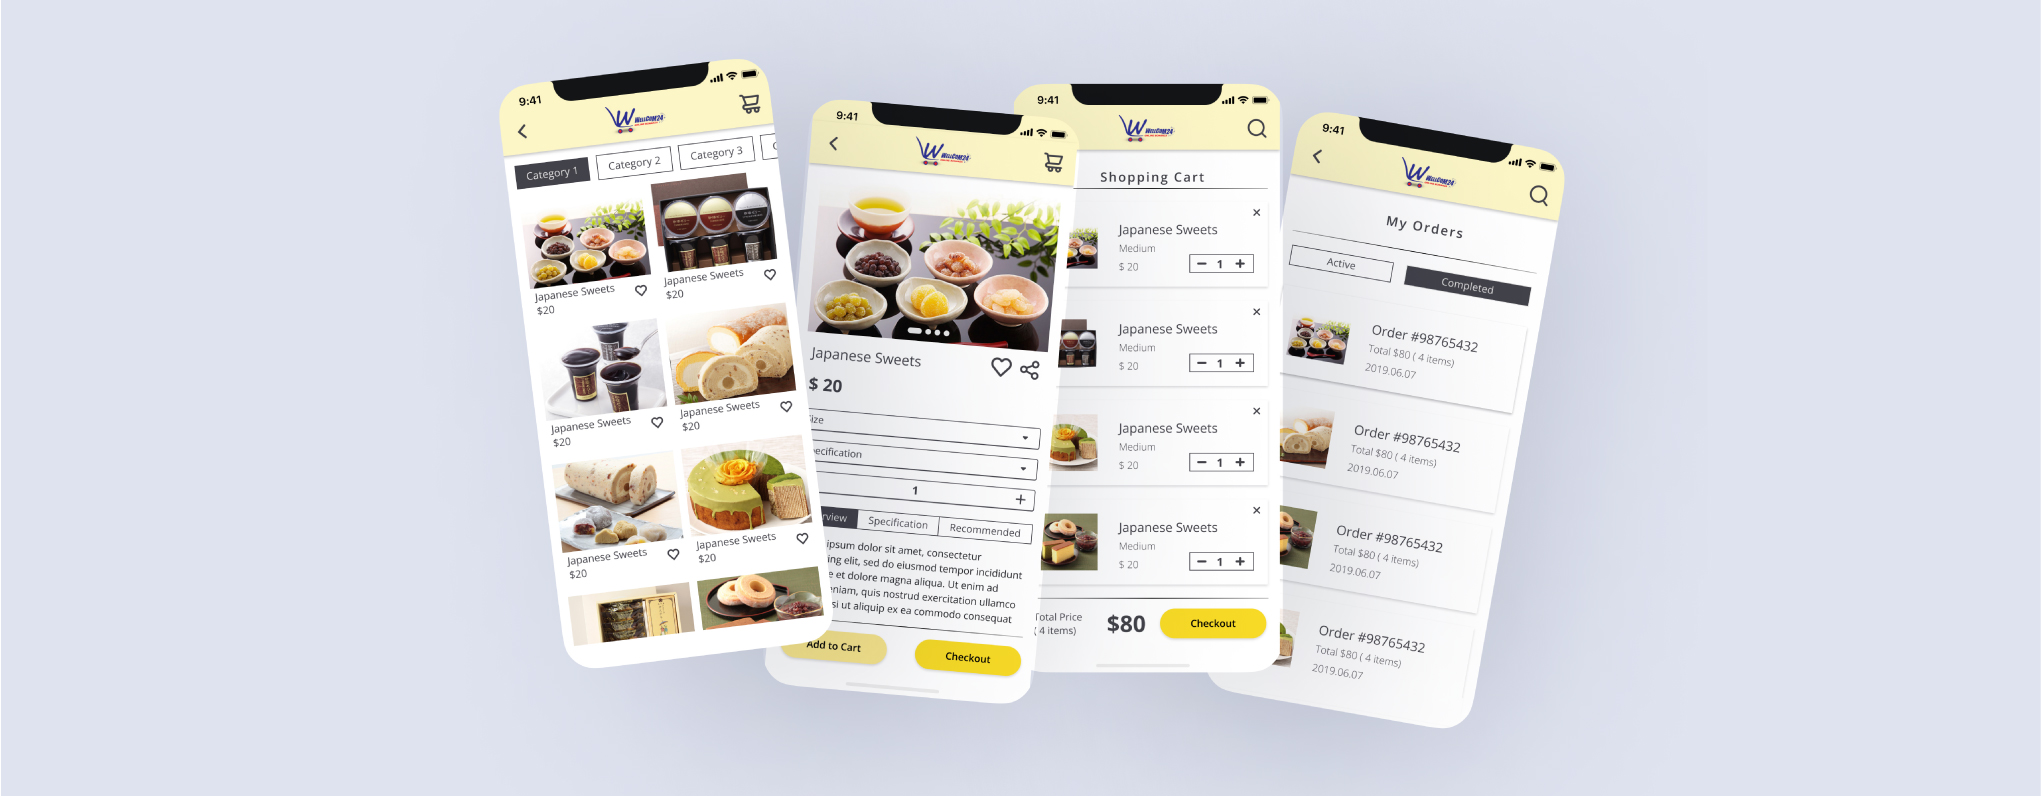 9:41
WELLCOM24
Category 1
Category 2
Category 3
C
Japanese Sweets
$20
Japanese Sweets
$20
Japanese Sweets
$20
Japanese Sweets
$20
Japanese Sweets
$20
Japanese Sweets
$20
9:41
WELLCOM24
Japanese Sweets
$ 20
ize
ecification
1
rview
Specification
Recommended
ipsum dolor sit amet, consectetur
ing elit, sed do eiusmod tempor incididunt
e et dolore magna aliqua. Ut enim ad
eniam, quis nostrud exercitation ullamco
si ut aliquip ex ea commodo consequat
Add to Cart
Checkout
9:41
WELLCOM24
Shopping Cart
Japanese Sweets
Medium
$ 20
1
Japanese Sweets
Medium
$ 20
1
Japanese Sweets
Medium
$ 20
1
Japanese Sweets
Medium
$ 20
1
Total Price
( 4 items)
$80
Checkout
9:41
WELLCOM24
My Orders
Active
Completed
Order #98765432
Total $80 ( 4 items)
2019.06.07
Order #98765432
Total $80 ( 4 items)
2019.06.07
Order #98765432
Total $80 ( 4 items)
2019.06.07
Order #98765432
Total $80 ( 4 items)
2019.06.07